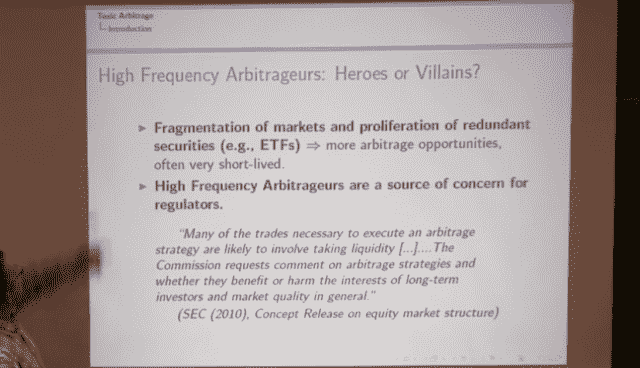 Toxic Arbitrage
Introduction
High Frequency Arbitrageurs: Heroes or Villains?
► Fragmentation of markets and proliferation of redundant
securities (e.g., ETFs) ⇒ more arbitrage opportunities,
often very short-lived.
► High Frequency Arbitrageurs are a source of concern for
regulators.
"Many of the trades necessary to execute an arbitrage
strategy are likely to involve taking liquidity [...]....The
Commission requests comment on arbitrage strategies and
whether they benefit or harm the interests of long-term
investors and market quality in general."
(SEC (2010), Concept Release on equity market structure)